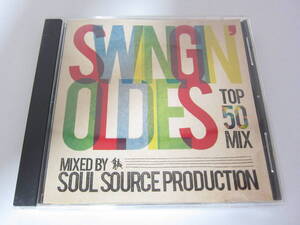 SWINGIN'
OLDIES
TOP
50
MIX
MIXED BY
SOUL SOURCE PRODUCTION